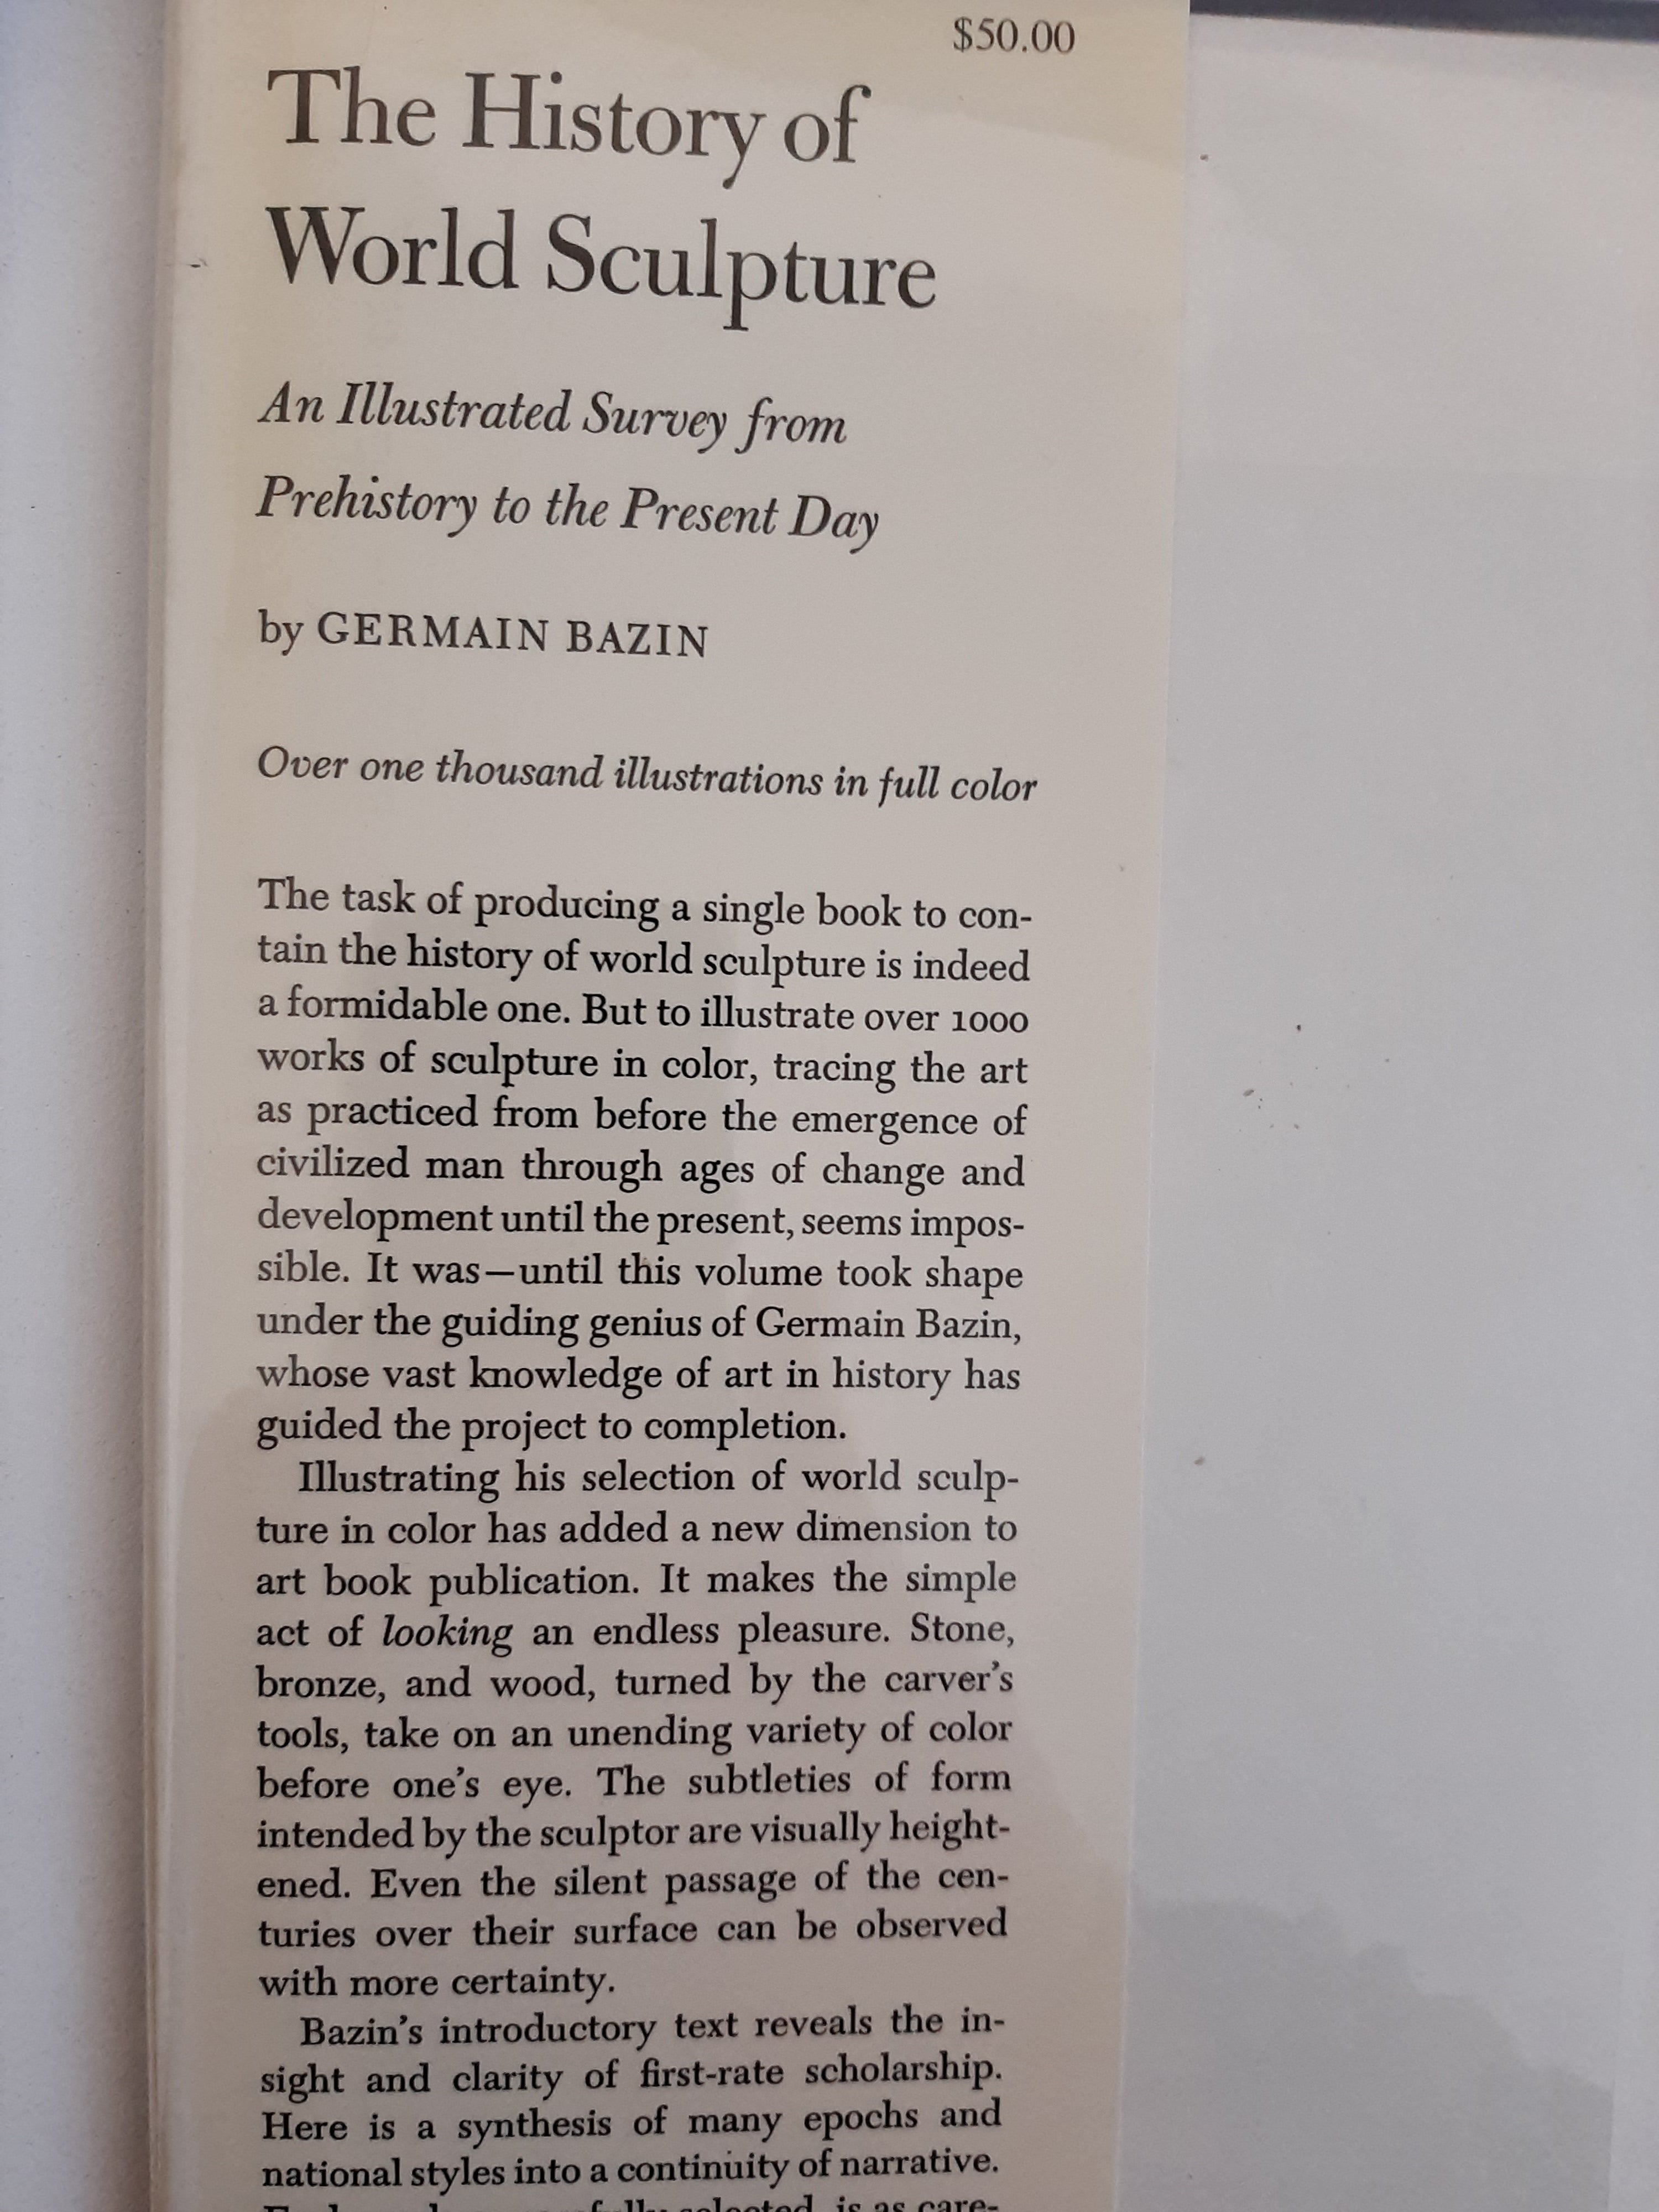 $50.00
The History of
World Sculpture
An Illustrated Survey from
Prehistory to the Present Day
by GERMAIN BAZIN
Over one thousand illustrations in full color
The task of producing a single book to con-
tain the history of world sculpture is indeed
a formidable one. But to illustrate over 1000
works of sculpture in color, tracing the art
as practiced from before the emergence of
civilized man through ages of change and
development until the present, seems impos-
sible. It was—until this volume took shape
under the guiding genius of Germain Bazin,
whose vast knowledge of art in history has
guided the project to completion.
Illustrating his selection of world sculp-
ture in color has added a new dimension to
art book publication. It makes the simple
act of looking an endless pleasure. Stone,
bronze, and wood, turned by the carver's
tools, take on an unending variety of color
before one's eye. The subtleties of form
intended by the sculptor are visually height-
ened. Even the silent passage of the cen-
turies over their surface can be observed
with more certainty.
Bazin's introductory text reveals the in-
sight and clarity of first-rate scholarship.
Here is a synthesis of many epochs and
national styles into a continuity of narrative.
selected, is as care-